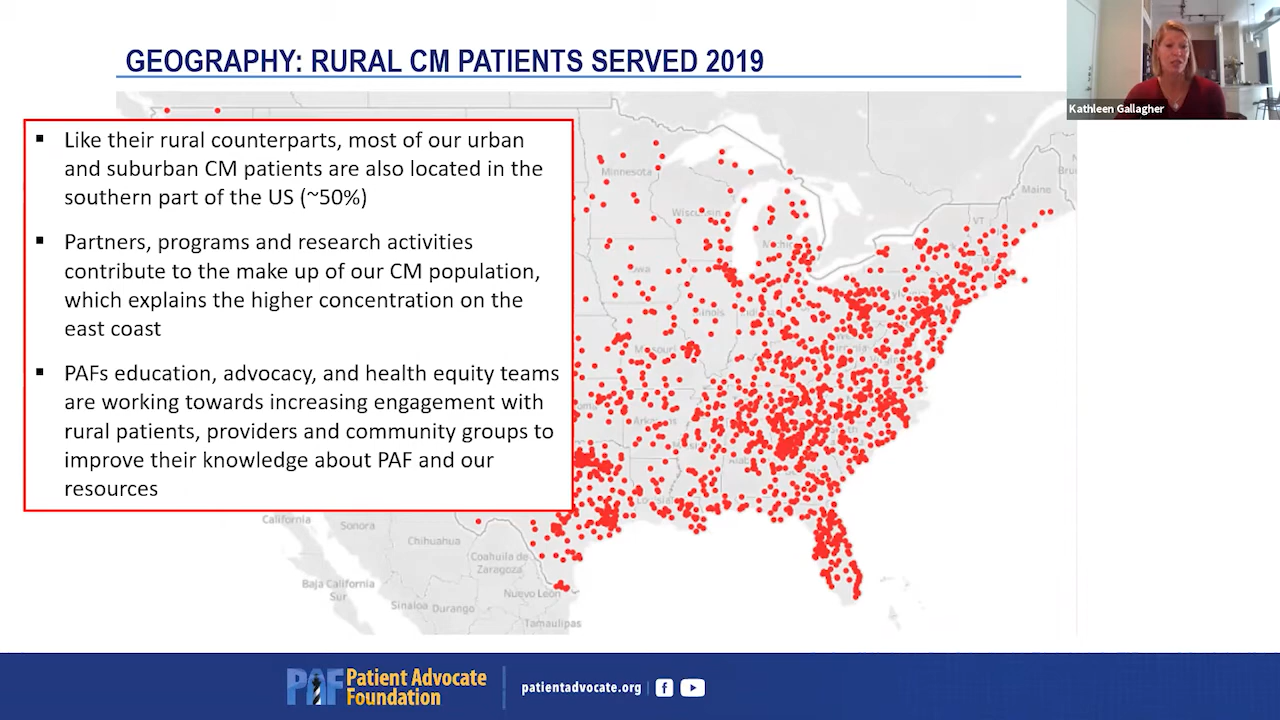 GEOGRAPHY: RURAL CM PATIENTS SERVED 2019
Kathleen Gallagher
▪ Like their rural counterparts, most of our urban
and suburban CM patients are also located in the
southern part of the US (~50%)
▪ Partners, programs and research activities
contribute to the make up of our CM population,
which explains the higher concentration on the
east coast
▪ PAFs education, advocacy, and health equity teams
are working towards increasing engagement with
rural patients, providers and community groups to
improve their knowledge about PAF and our
resources
Minnesota
Maine
VT
Missouri
California
Sonora
Chihuahua
Coahuila de
Zaragoza
Baja California
Sur
Nuevo León
Sinaloa
Durango
Tamaulipas
PAF Patient Advocate
Foundation
patientadvocate.org